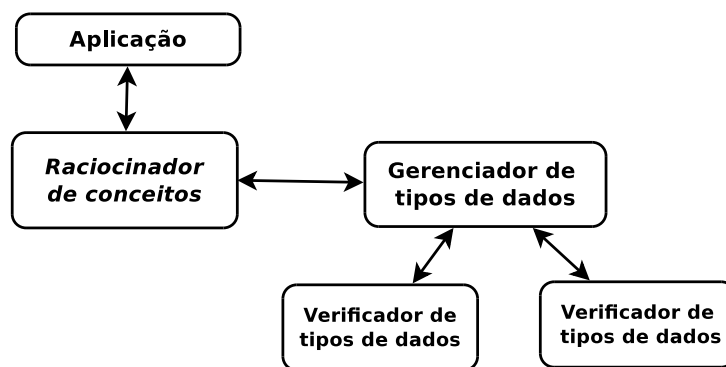 Aplicação
Raciocinador
de conceitos
Gerenciador de
tipos de dados
Verificador de
tipos de dados
Verificador de
tipos de dados